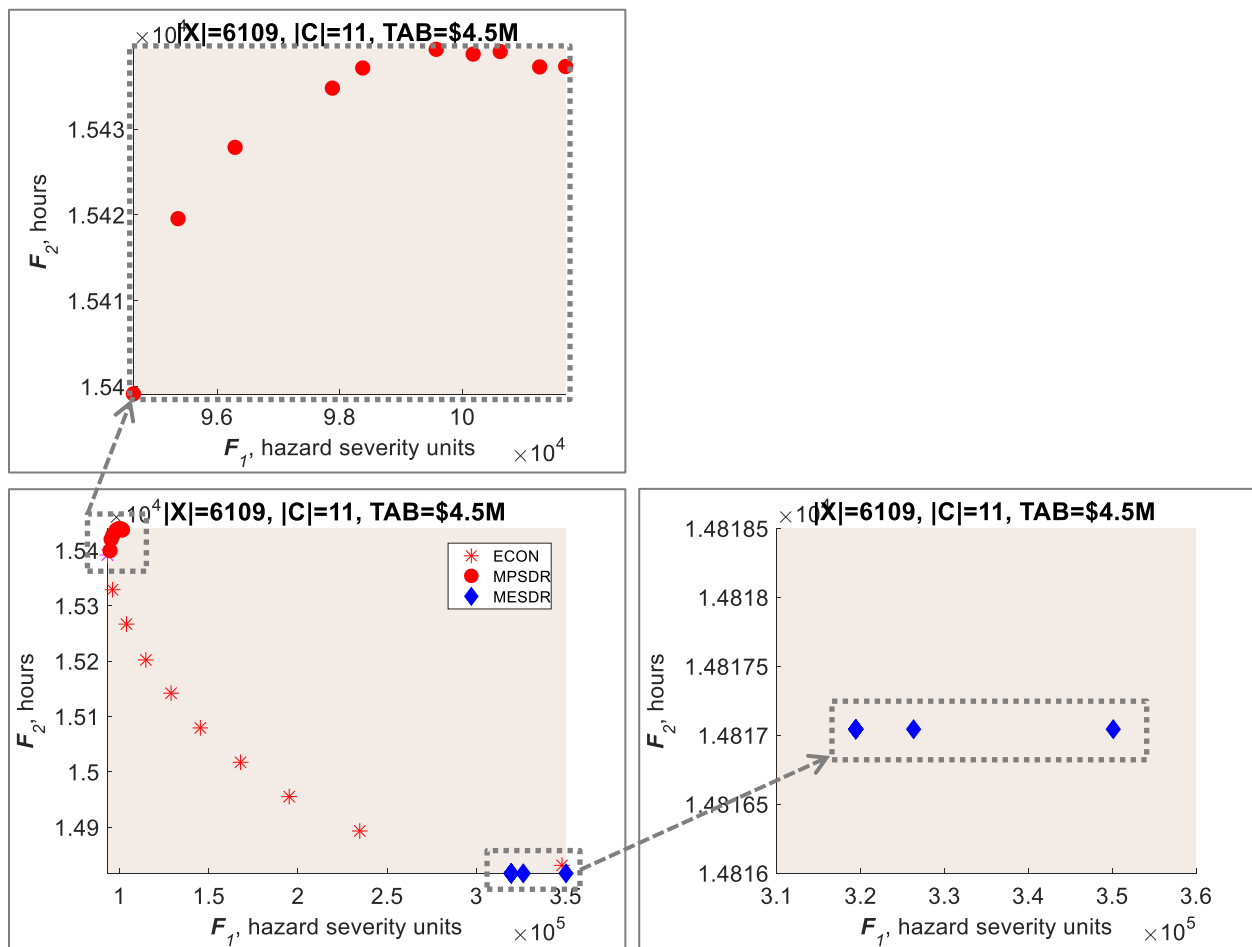 ×10⁴
|X|=6109, |C|=11, TAB=$4.5M
1.543
1.542
1.541
1.54
F₂, hours
9.6 9.8 10
F₁, hazard severity units ×10⁴
×10⁴
|X|=6109, |C|=11, TAB=$4.5M
ECON
MPSDR
MESDR
1.54
1.53
1.52
1.51
1.5
1.49
F₂, hours
1 1.5 2 2.5 3 3.5
F₁, hazard severity units ×10⁵
×10⁴
|X|=6109, |C|=11, TAB=$4.5M
1.48185
1.4818
1.48175
1.4817
1.48165
1.4816
F₂, hours
3.1 3.2 3.3 3.4 3.5 3.6
F₁, hazard severity units ×10⁵